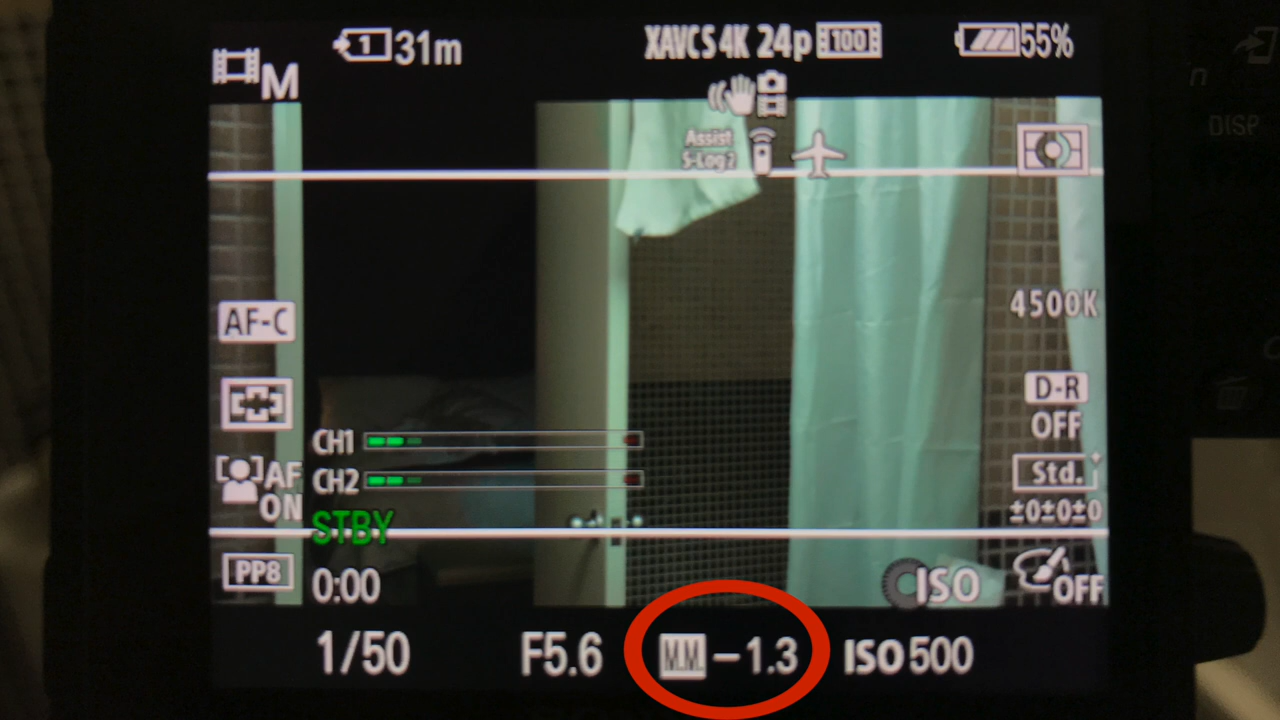 1 31m XAVC S 4K 24p 100 55%
M
DISP
Assist
S-Log2
AF-C
4500K
D-R
OFF
CH1
CH2
AF
ON
Std.
±0±0±0
STBY
PP8
0:00
ISO
OFF
1/50 F5.6 M.M. −1.3 ISO 500